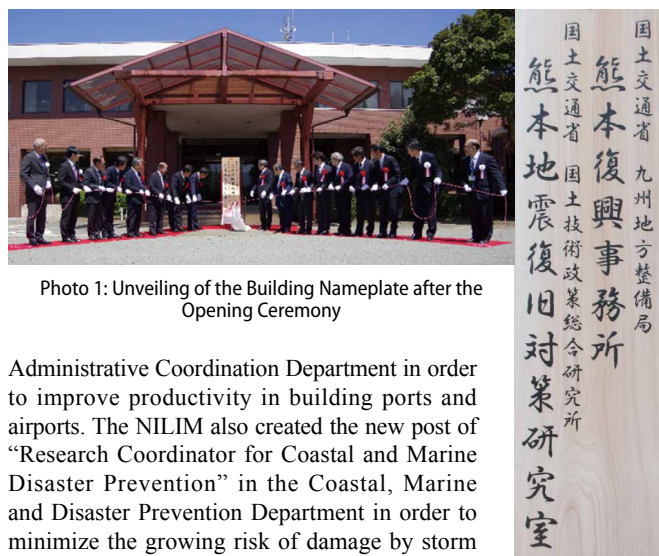 Photo 1: Unveiling of the Building Nameplate after the
Opening Ceremony
Administrative Coordination Department in order
to improve productivity in building ports and
airports. The NILIM also created the new post of
“Research Coordinator for Coastal and Marine
Disaster Prevention” in the Coastal, Marine
and Disaster Prevention Department in order to
minimize the growing risk of damage by storm
国土交通省 九州地方整備局
熊本復興事務所
国土交通省 国土技術政策総合研究所
熊本地震復旧対策研究室